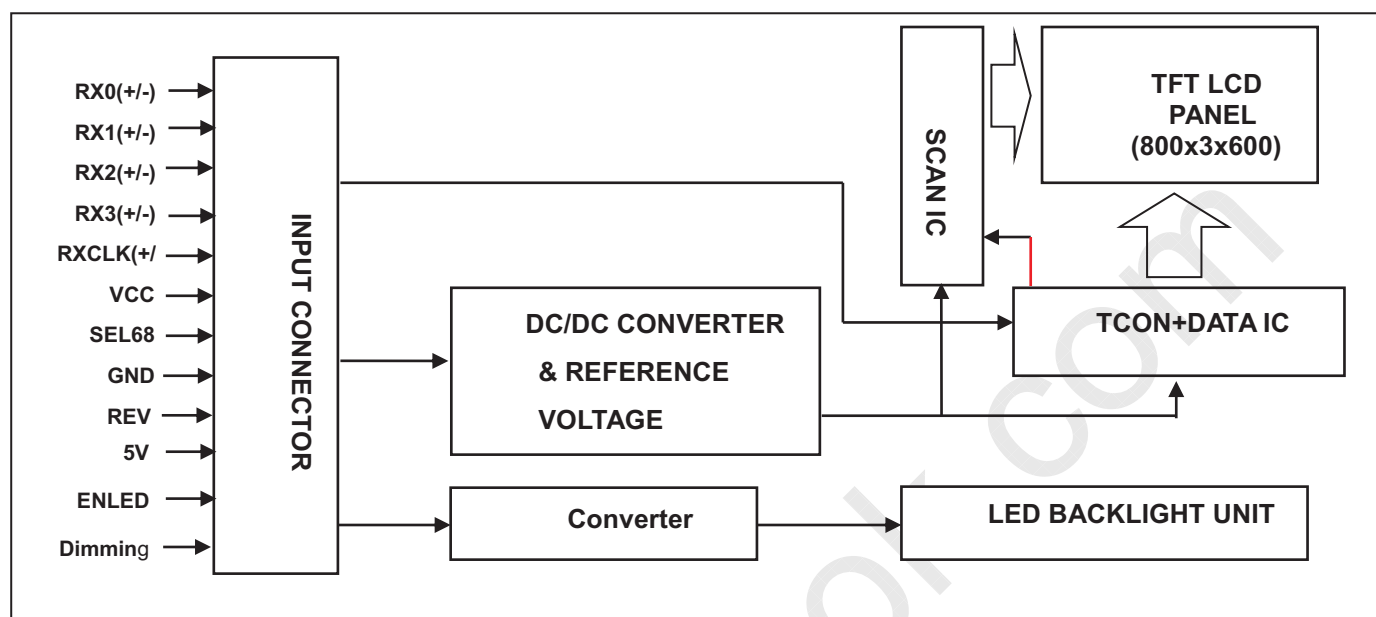 RX0(+/-)
RX1(+/-)
RX2(+/-)
RX3(+/-)
RXCLK(+/
VCC
SEL68
GND
REV
5V
ENLED
Dimming
INPUT CONNECTOR
DC/DC CONVERTER
& REFERENCE
VOLTAGE
Converter
SCAN IC
TFT LCD
PANEL
(800x3x600)
TCON+DATA IC
LED BACKLIGHT UNIT